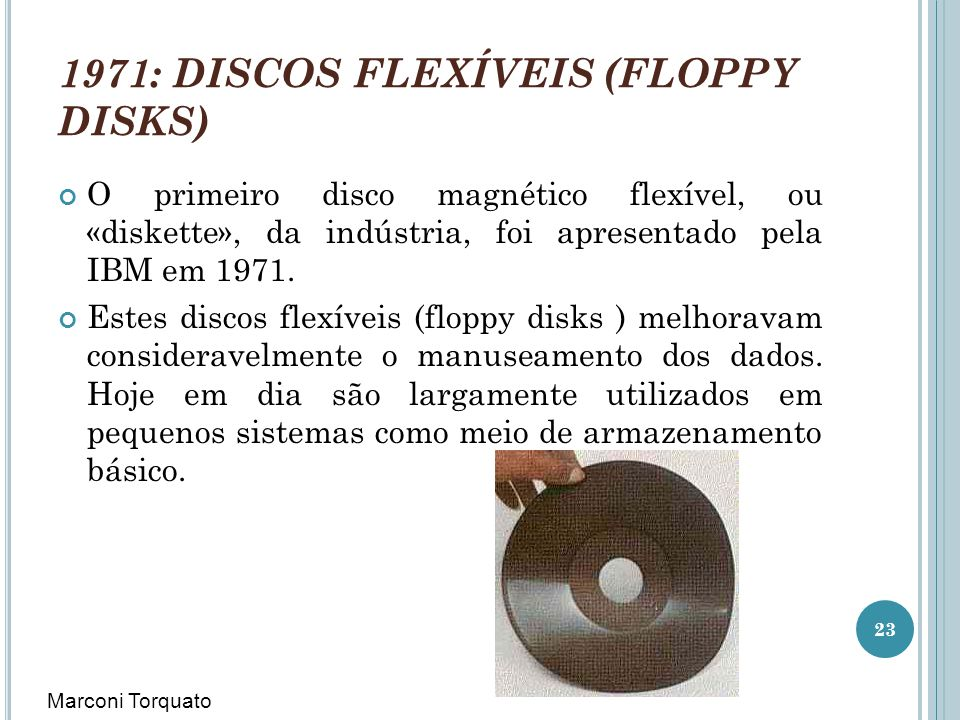 1971: DISCOS FLEXÍVEIS (FLOPPY
DISKS)
O primeiro disco magnético flexível, ou
«diskette», da indústria, foi apresentado pela
IBM em 1971.
Estes discos flexíveis (floppy disks ) melhoravam
consideravelmente o manuseamento dos dados.
Hoje em dia são largamente utilizados em
pequenos sistemas como meio de armazenamento
básico.
23
Marconi Torquato